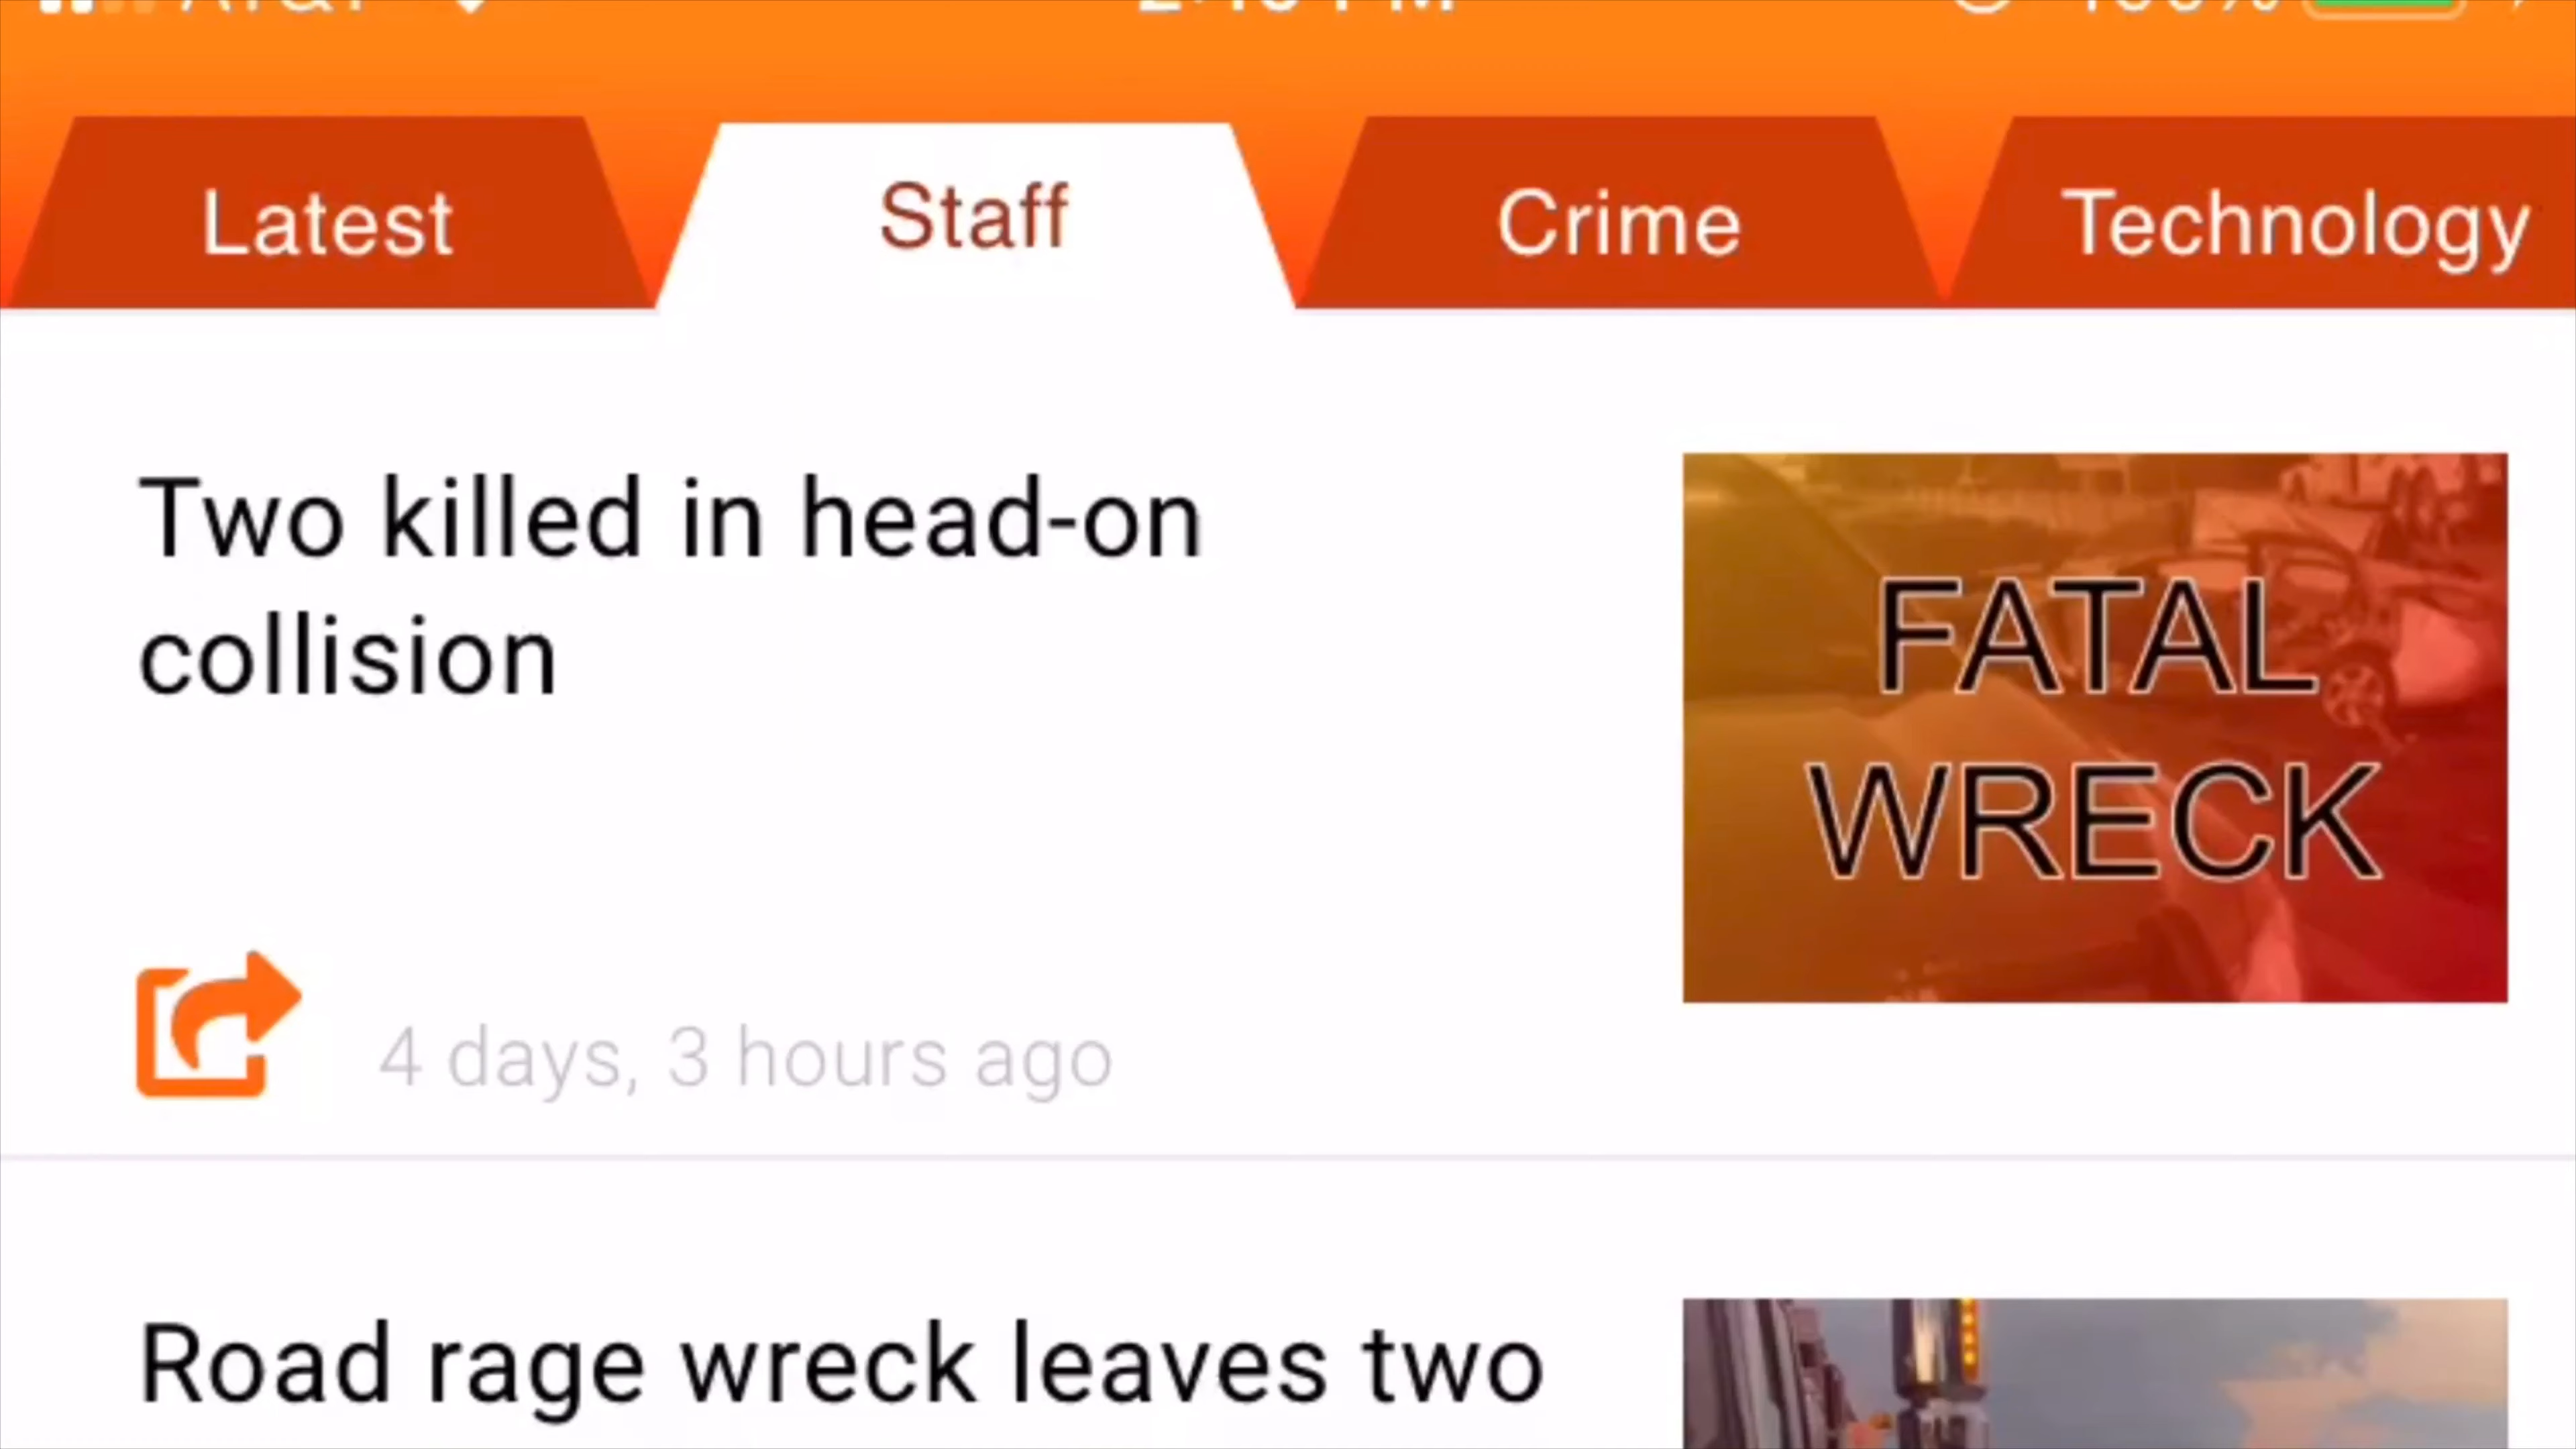 Latest
Staff
Crime
Technology
Two killed in head-on
collision
FATAL
WRECK
4 days, 3 hours ago
Road rage wreck leaves two